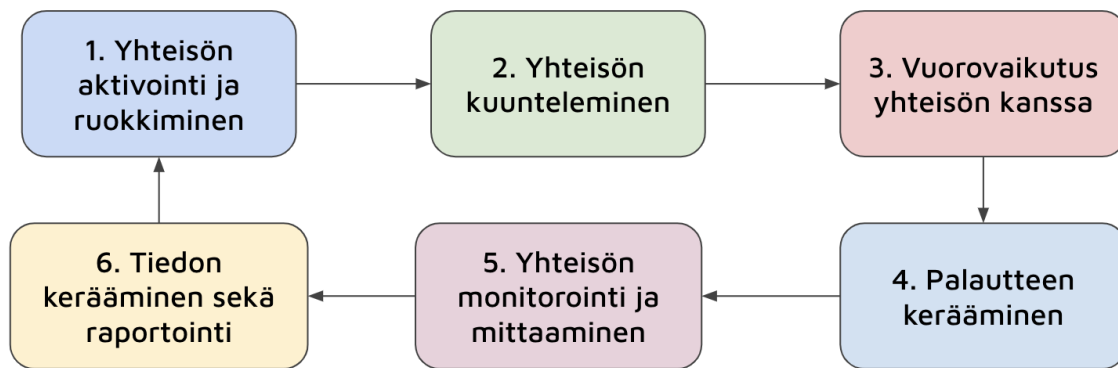 1. Yhteisön
aktivointi ja
ruokkiminen
2. Yhteisön
kuunteleminen
3. Vuorovaikutus
yhteisön kanssa
4. Palautteen
kerääminen
5. Yhteisön
monitorointi ja
mittaaminen
6. Tiedon
kerääminen sekä
raportointi